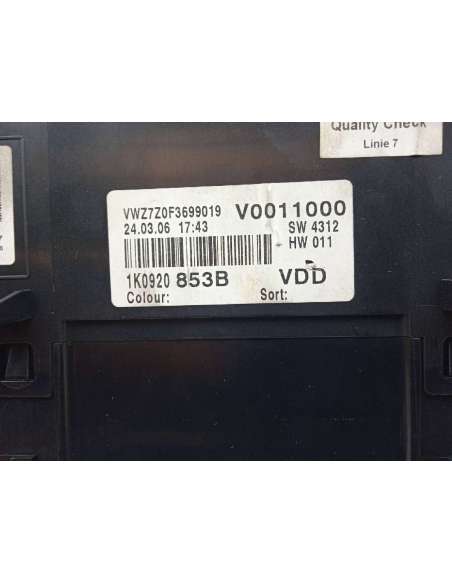 Quality Check
Linie 7
VWZ7Z0F3699019 V0011000
24.03.06 17:43 SW 4312
HW 011
1K0920 853B VDD
Colour: Sort: